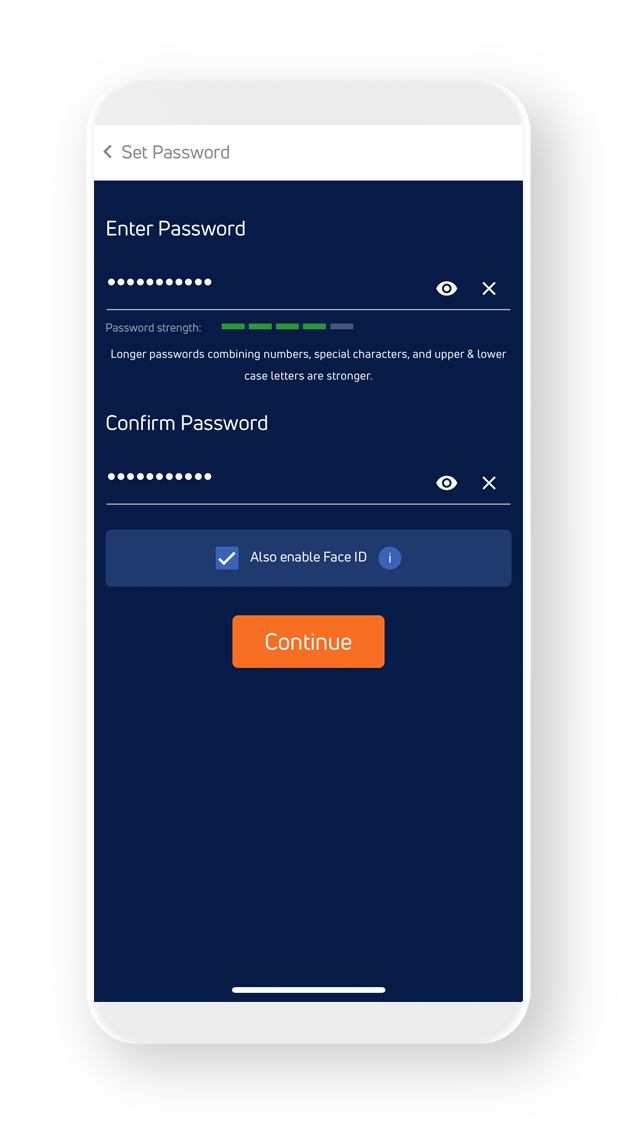 Set Password
Enter Password
•••••••••••
Password strength:
Longer passwords combining numbers, special characters, and upper & lower
case letters are stronger.
Confirm Password
•••••••••••
Also enable Face ID i
Continue